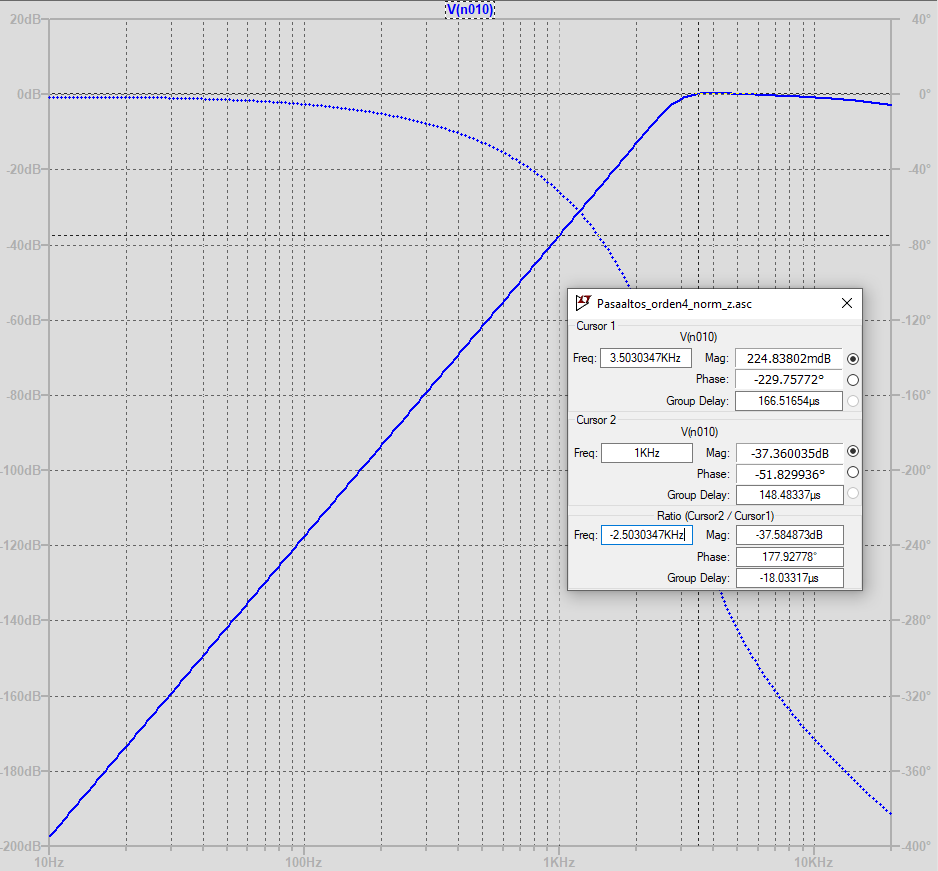 V(n010)
20dB 40°
0dB 0°
-20dB -40°
-40dB -80°
-60dB -120°
-80dB -160°
-100dB -200°
-120dB -240°
-140dB -280°
-160dB -320°
-180dB -360°
-200dB -400°
10Hz 100Hz 1KHz 10KHz
Pasaaltos_orden4_norm_z.asc
Cursor 1
V(n010)
Freq: 3.5030347KHz Mag: 224.83802mdB
Phase: -229.75772°
Group Delay: 166.51654µs
Cursor 2
V(n010)
Freq: 1KHz Mag: -37.360035dB
Phase: -51.829936°
Group Delay: 148.48337µs
Ratio (Cursor2 / Cursor1)
Freq: -2.5030347KHz Mag: -37.584873dB
Phase: 177.92778°
Group Delay: -18.03317µs